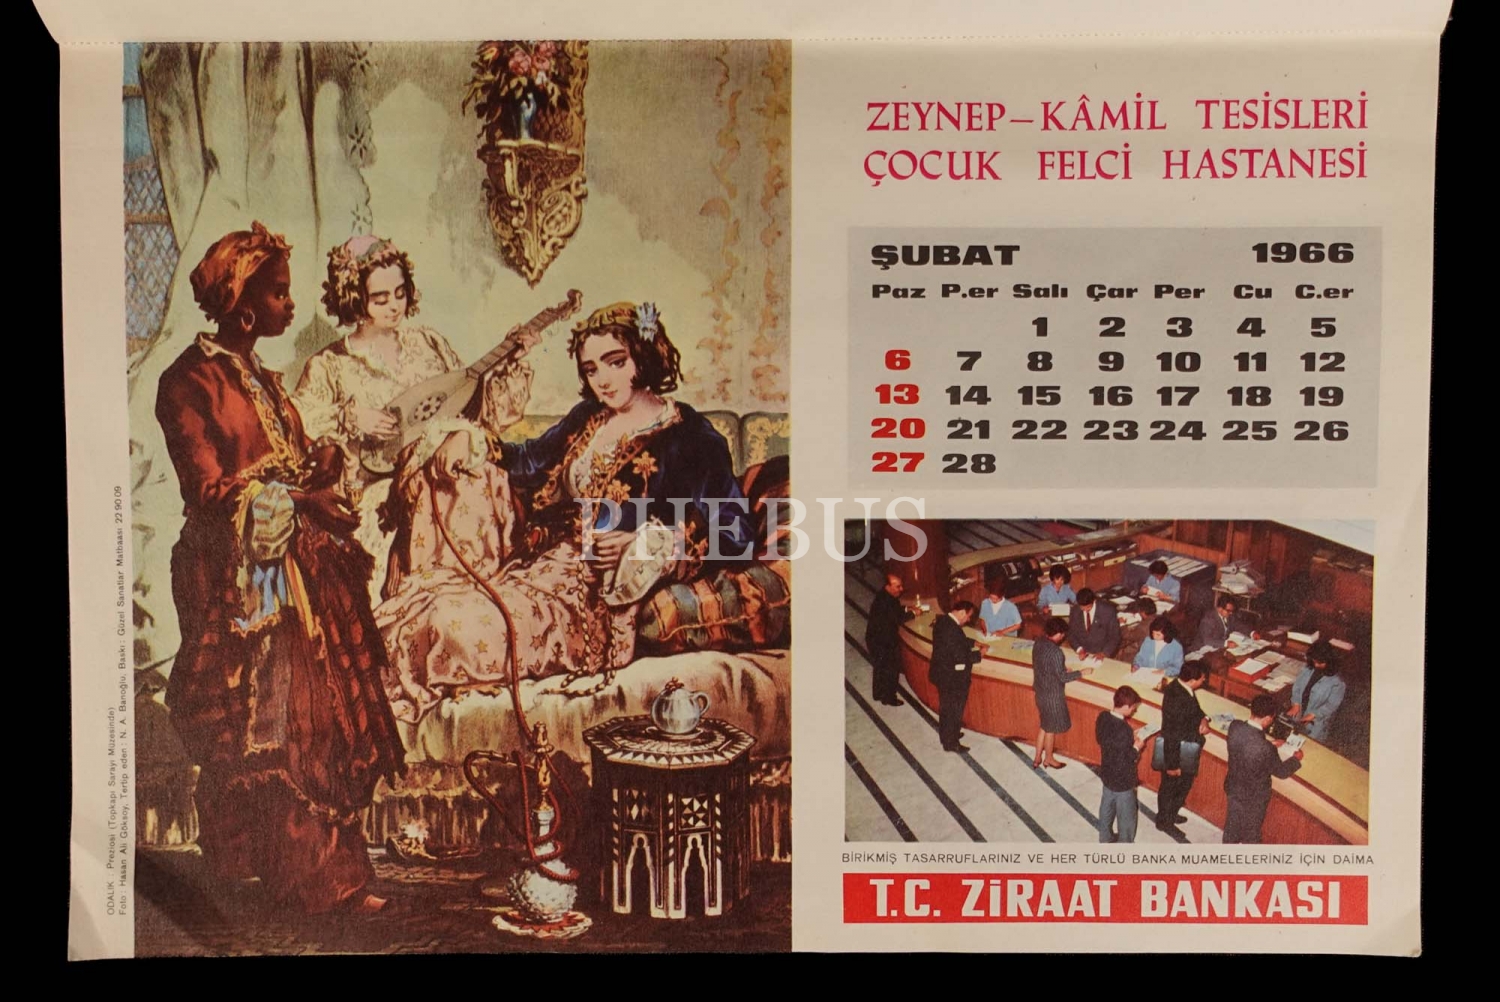 ZEYNEP–KÂMİL TESİSLERİ
ÇOCUK FELCİ HASTANESİ
ŞUBAT 1966
Paz P.er Salı Çar Per Cu C.er
1 2 3 4 5
6 7 8 9 10 11 12
13 14 15 16 17 18 19
20 21 22 23 24 25 26
27 28
PHEBUS
BİRİKMİŞ TASARRUFLARINIZ VE HER TÜRLÜ BANKA MUAMELELERİNİZ İÇİN DAİMA
T.C. ZİRAAT BANKASI
ODALIK : Preziosi (Topkapı Sarayı Müzesinde)
Foto : Hasan Ali Göksoy, Tertip eden : N. A. Banoğlu, Baskı : Güzel Sanatlar Matbaası 22 90 09